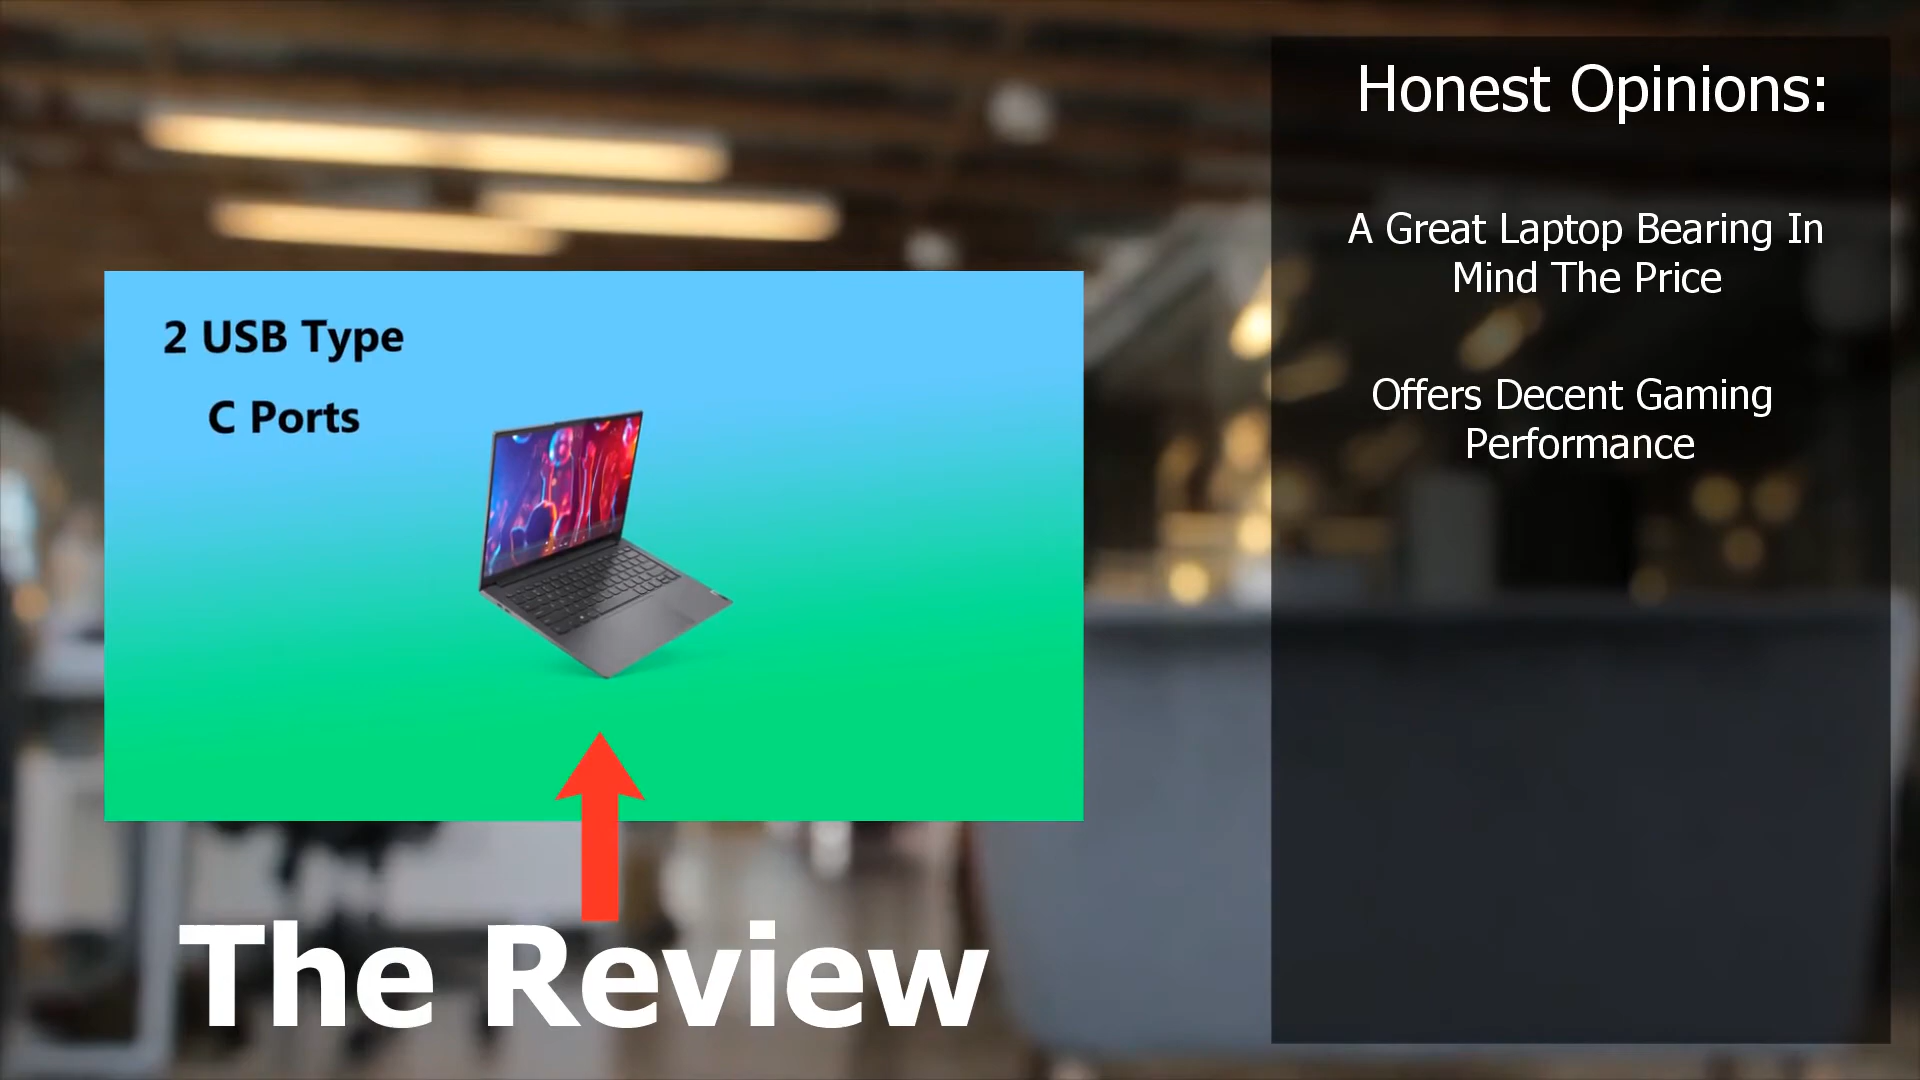 Honest Opinions:
A Great Laptop Bearing In
Mind The Price
Offers Decent Gaming
Performance
2 USB Type
C Ports
The Review